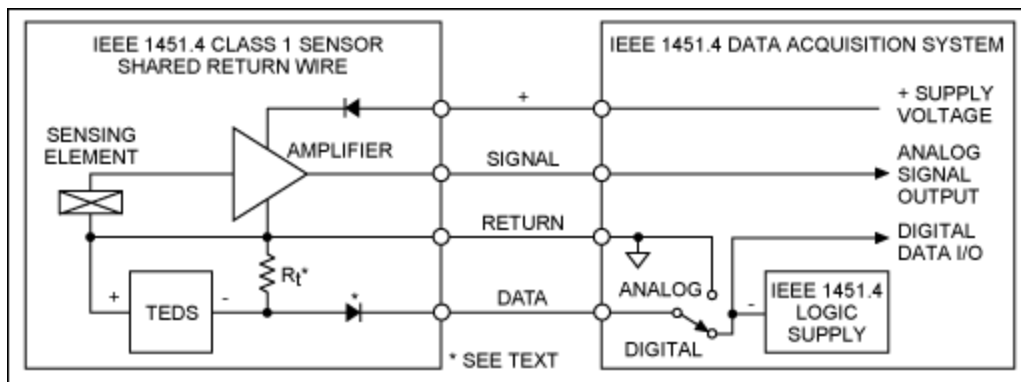 IEEE 1451.4 CLASS 1 SENSOR
SHARED RETURN WIRE
IEEE 1451.4 DATA ACQUISITION SYSTEM
+
+ SUPPLY
VOLTAGE
SENSING
ELEMENT
AMPLIFIER
SIGNAL
ANALOG
SIGNAL
OUTPUT
RETURN
DIGITAL
DATA I/O
Rt*
+
TEDS
-
*
DATA
ANALOG
DIGITAL
-
IEEE 1451.4
LOGIC
SUPPLY
* SEE TEXT